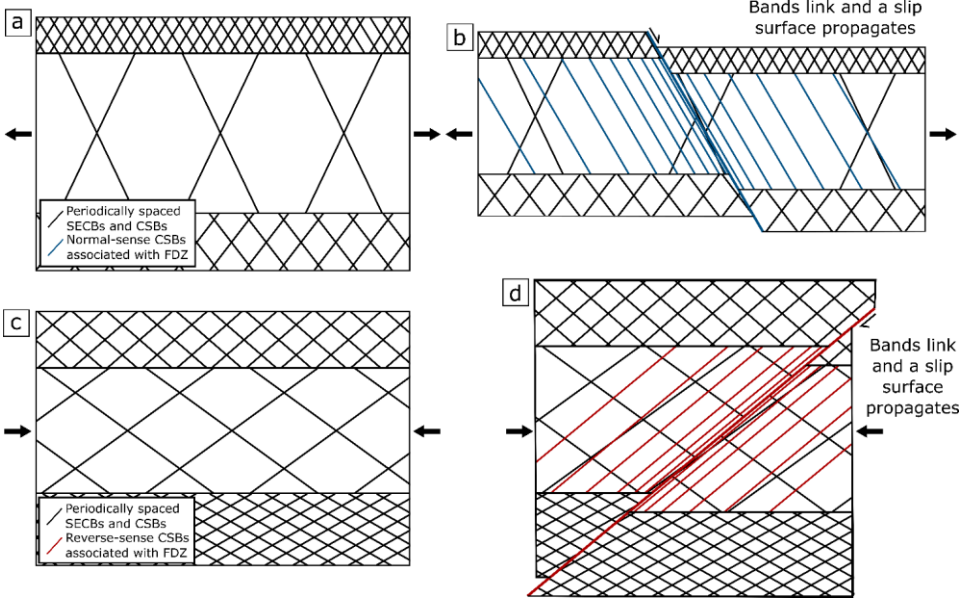 a
Periodically spaced
SECBs and CSBs
Normal-sense CSBs
associated with FDZ
Bands link and a slip
surface propagates
b
c
Periodically spaced
SECBs and CSBs
Reverse-sense CSBs
associated with FDZ
d
Bands link
and a slip
surface
propagates